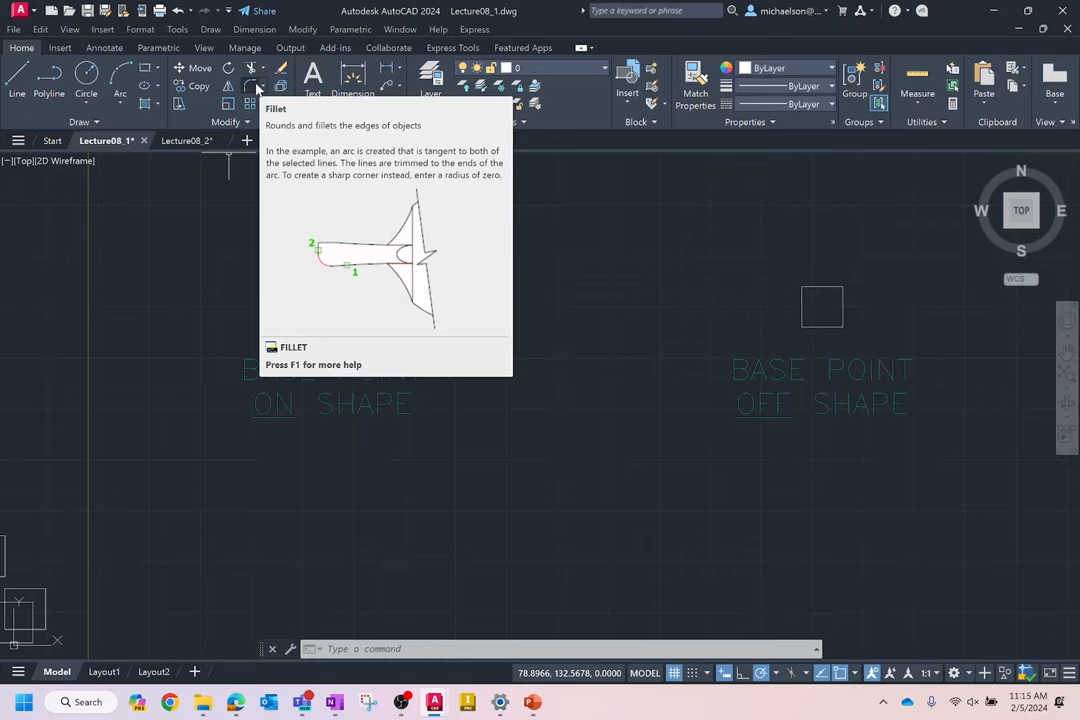 Share
Autodesk AutoCAD 2024 Lecture08_1.dwg
Type a keyword or phrase
michaelson@...
File Edit View Insert Format Tools Draw Dimension Modify Parametric Window Help Express
Home Insert Annotate Parametric View Manage Output Add-ins Collaborate Express Tools Featured Apps
Line Polyline Circle Arc
Move
Copy
Text Dimension
Layer
0
Insert
Match
Properties
ByLayer
ByLayer
ByLayer
Group
Measure
Paste
Base
Draw Modify Block Properties Groups Utilities Clipboard View
Start Lecture08_1* Lecture08_2*
[−][Top][2D Wireframe]
Fillet
Rounds and fillets the edges of objects
In the example, an arc is created that is tangent to both of
the selected lines. The lines are trimmed to the ends of the
arc. To create a sharp corner instead, enter a radius of zero.
2
1
FILLET
Press F1 for more help
N
W TOP E
S
WCS
BASE POINT
ON SHAPE
BASE POINT
OFF SHAPE
Y
X
Type a command
Model Layout1 Layout2
78.8966, 132.5678, 0.0000 MODEL
1:1
Search
11:15 AM
2/5/2024